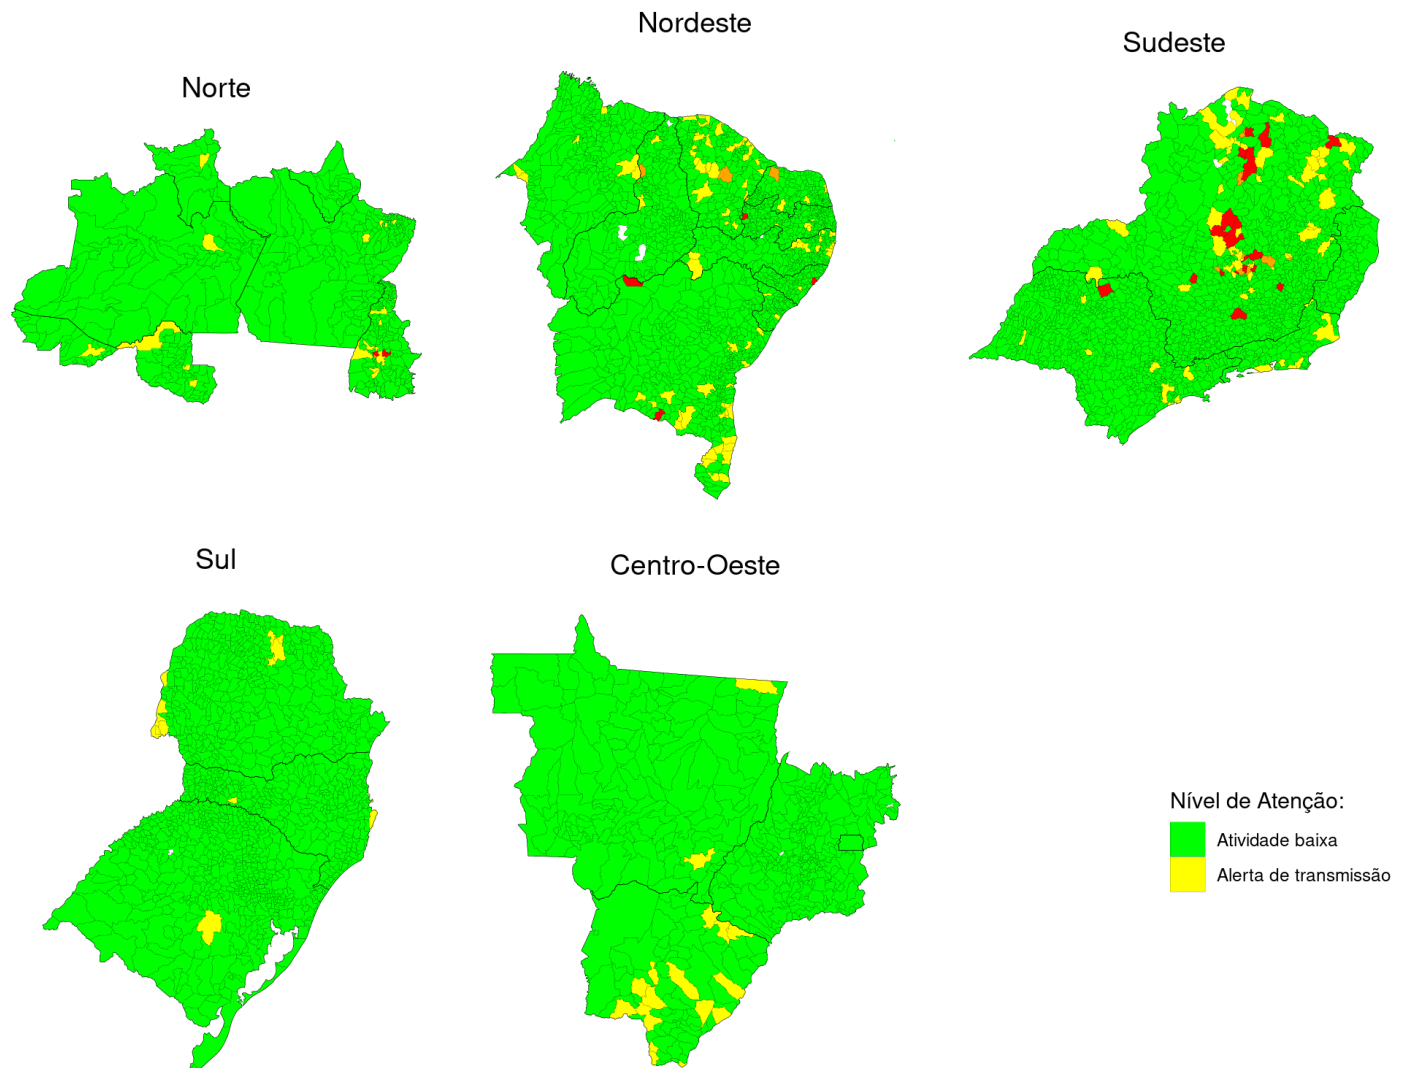 Nordeste
Sudeste
Norte
Sul
Centro-Oeste
Nível de Atenção:
Atividade baixa
Alerta de transmissão